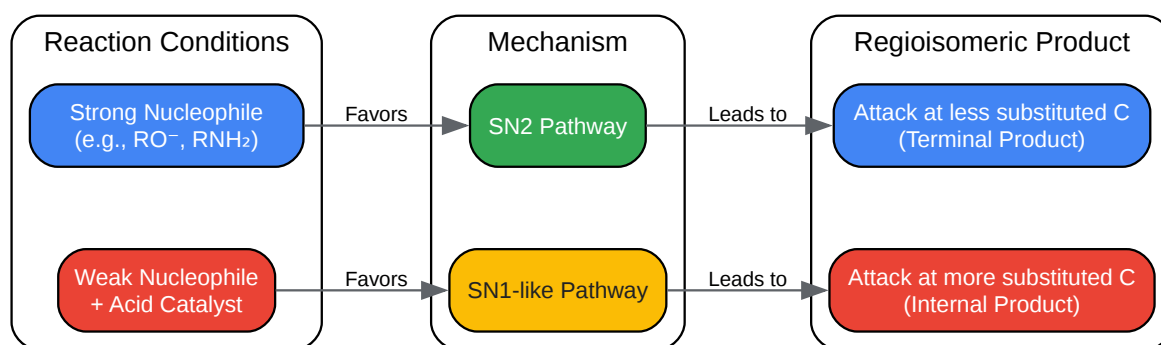 Reaction Conditions
Strong Nucleophile
(e.g., RO⁻, RNH₂)
Weak Nucleophile
+ Acid Catalyst
Favors
Favors
Mechanism
SN2 Pathway
SN1-like Pathway
Leads to
Leads to
Regioisomeric Product
Attack at less substituted C
(Terminal Product)
Attack at more substituted C
(Internal Product)